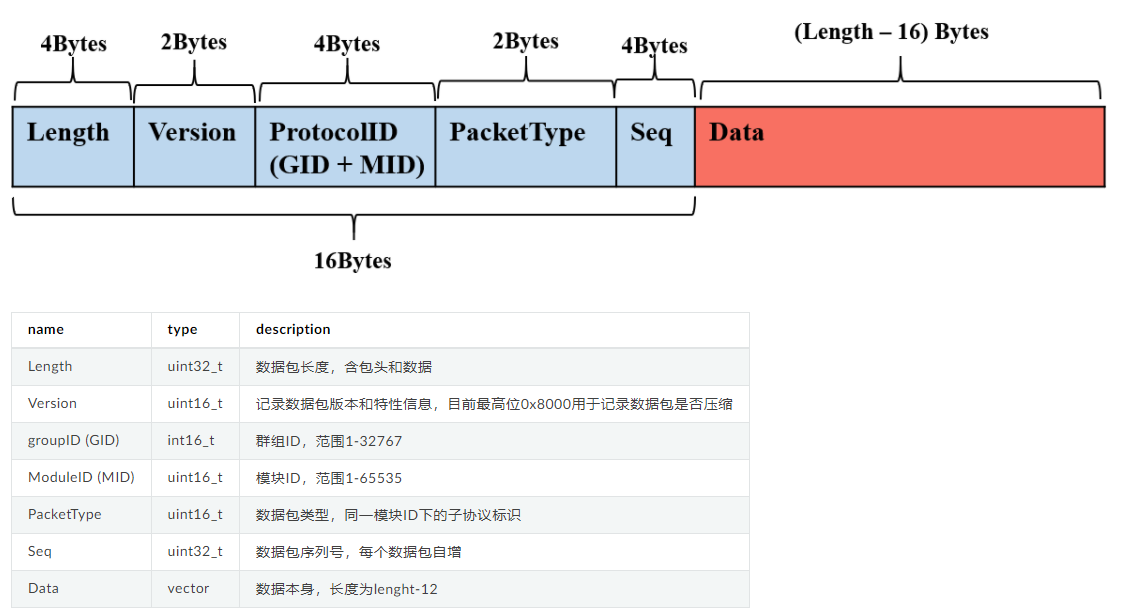 4Bytes 2Bytes 4Bytes 2Bytes 4Bytes (Length – 16) Bytes
Length Version ProtocolID PacketType Seq Data
(GID + MID)
16Bytes
name type description
Length uint32_t 数据包长度，含包头和数据
Version uint16_t 记录数据包版本和特性信息，目前最高位0x8000用于记录数据包是否压缩
groupID (GID) int16_t 群组ID，范围1-32767
ModuleID (MID) uint16_t 模块ID，范围1-65535
PacketType uint16_t 数据包类型，同一模块ID下的子协议标识
Seq uint32_t 数据包序列号，每个数据包自增
Data vector 数据本身，长度为lenght-12